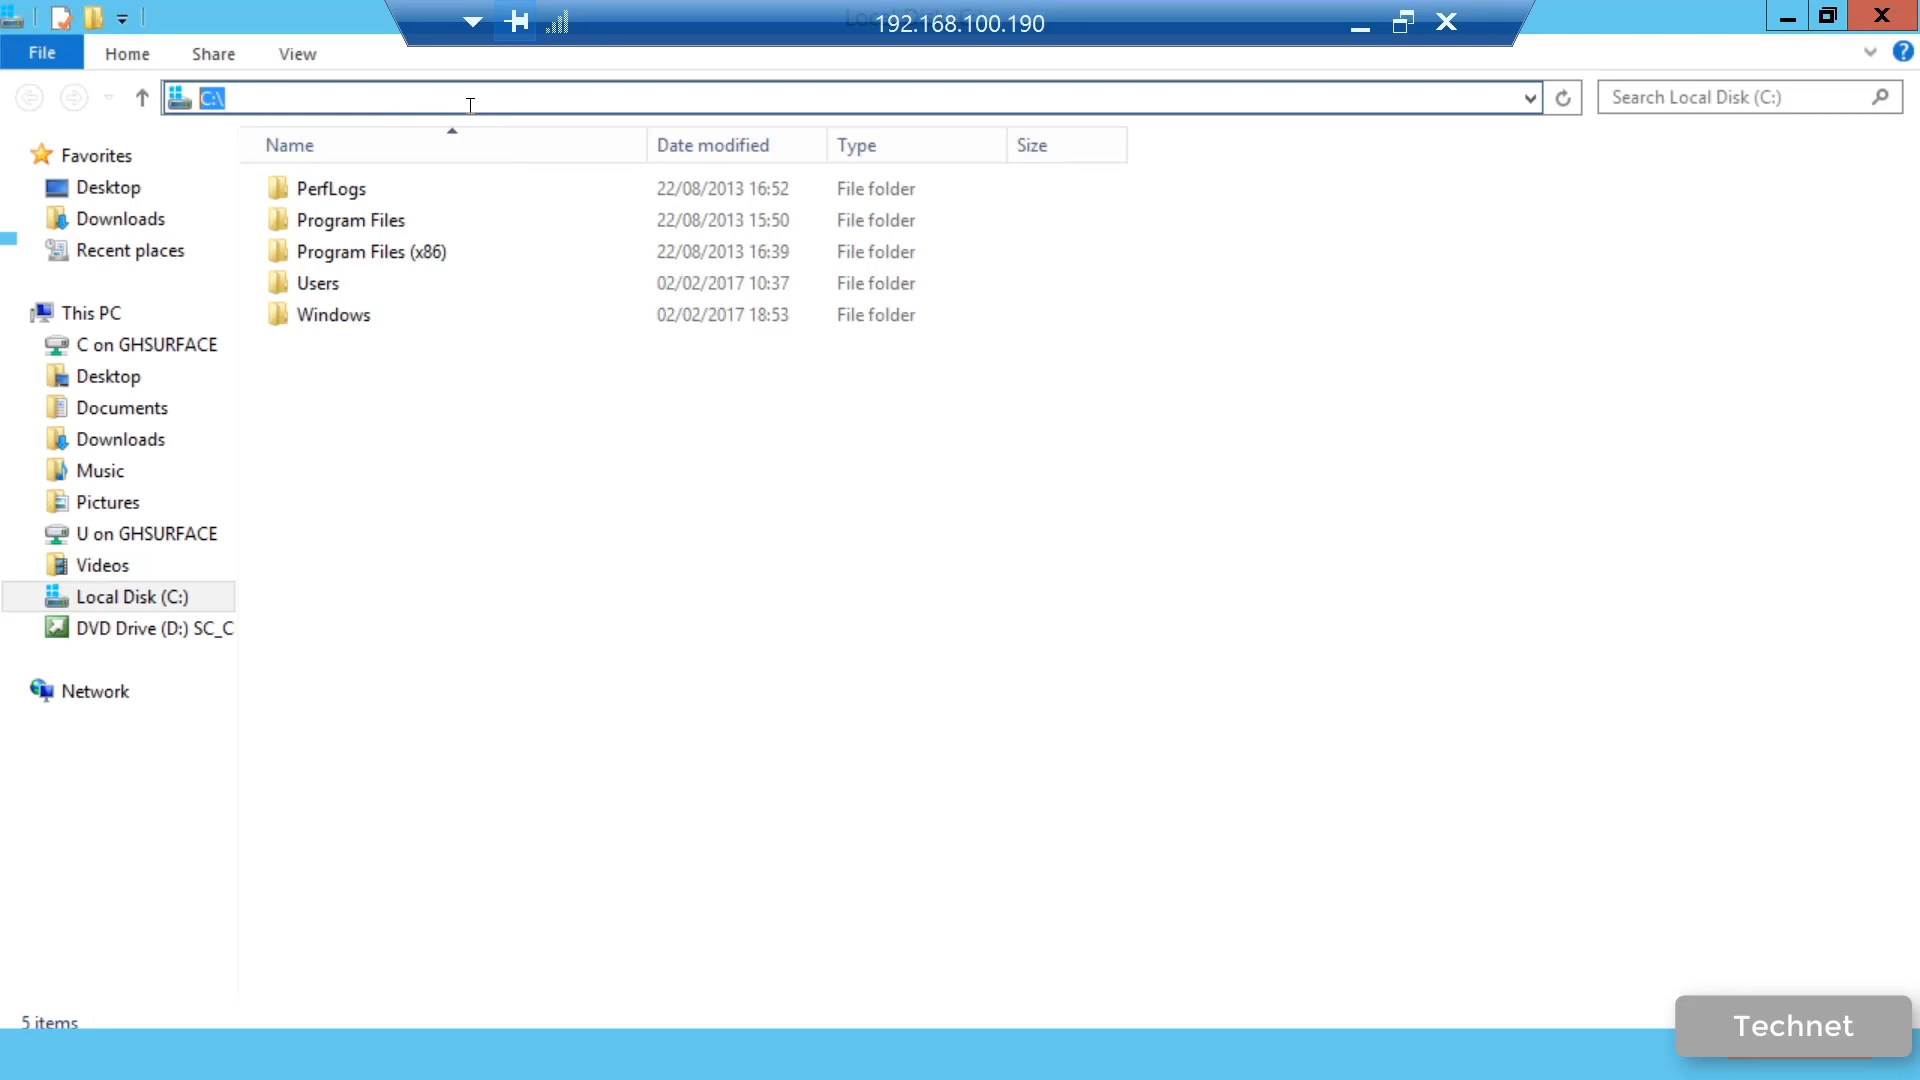 192.168.100.190
File Home Share View
C:\
Search Local Disk (C:)
Name Date modified Type Size
Favorites
Desktop
Downloads
Recent places
This PC
C on GHSURFACE
Desktop
Documents
Downloads
Music
Pictures
U on GHSURFACE
Videos
Local Disk (C:)
DVD Drive (D:) SC_C
Network
PerfLogs 22/08/2013 16:52 File folder
Program Files 22/08/2013 15:50 File folder
Program Files (x86) 22/08/2013 16:39 File folder
Users 02/02/2017 10:37 File folder
Windows 02/02/2017 18:53 File folder
5 items
Technet